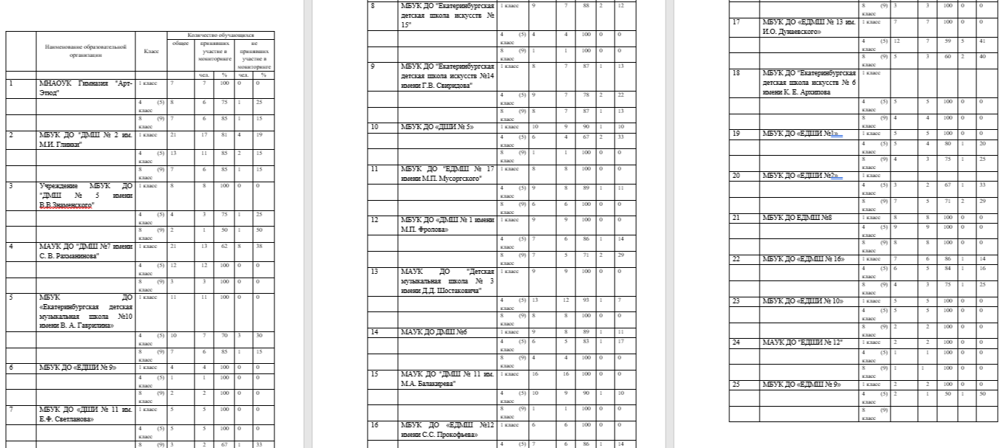 Наименование образовательной организации
Класс
Количество обучающихся
общее
принявших участие в мониторинге
не принявших участие в мониторинге
чел. % чел. %
1 МНАОУК Гимназия "Арт-Этюд" 1 класс 7 7 100 0 0
4 (5) класс 8 6 75 1 25
8 (9) класс 7 6 85 1 15
2 МБУК ДО "ДМШ № 2 им. М.И. Глинки" 1 класс 21 17 81 4 19
4 (5) класс 13 11 85 2 15
8 (9) класс 7 6 85 1 15
3 Учреждение МБУК ДО "ДМШ № 5 имени В.В.Знаменского" 1 класс 8 8 100 0 0
4 (5) класс 4 3 75 1 25
8 (9) класс 2 1 50 1 50
4 МАУК ДО "ДМШ №7 имени С. В. Рахманинова" 1 класс 21 13 62 8 38
4 (5) класс 12 12 100 0 0
8 (9) класс 3 3 100 0 0
5 МБУК ДО «Екатеринбургская детская музыкальная школа №10 имени В. А. Гаврилина» 1 класс 11 11 100 0 0
4 (5) класс 10 7 70 3 30
8 (9) класс 7 6 85 1 15
6 МБУК ДО «ЕДШИ № 9» 1 класс 4 4 100 0 0
4 (5) класс 1 1 100 0 0
8 (9) класс 2 2 100 0 0
7 МБУК ДО «ДШИ № 11 им. Е.Ф. Светланова» 1 класс 5 5 100 0 0
4 (5) класс 5 5 100 0 0
8 (9) 3 2 67 1 33
8 МБУК ДО "Екатеринбургская детская школа искусств № 15" 1 класс 9 7 88 2 12
4 (5) класс 4 4 100 0 0
8 (9) класс 1 1 100 0 0
9 МБУК ДО "Екатеринбургская детская школа искусств №14 имени Г.В. Свиридова" 1 класс 8 7 87 1 13
4 (5) класс 9 7 78 2 22
8 (9) класс 8 7 87 1 13
10 МБУК ДО «ДШИ № 5» 1 класс 10 9 90 1 10
4 (5) класс 6 4 67 2 33
8 (9) класс 1 1 100 0 0
11 МБУК ДО "ЕДМШ № 17 имени М.П. Мусоргского" 1 класс 8 8 100 0 0
4 (5) класс 9 8 89 1 11
8 (9) класс 6 6 100 0 0
12 МБУК ДО «ДМШ № 1 имени М.П. Фролова» 1 класс 9 9 100 0 0
4 (5) класс 7 6 86 1 14
8 (9) класс 7 5 71 2 29
13 МАУК ДО "Детская музыкальная школа № 3 имени Д.Д. Шостаковича" 1 класс 9 9 100 0 0
4 (5) класс 13 12 93 1 7
8 (9) класс 8 8 100 0 0
14 МАУК ДО ДМШ №6 1 класс 9 8 89 1 11
4 (5) класс 6 5 83 1 17
8 (9) класс 4 4 100 0 0
15 МАУК ДО "ДМШ № 11 им. М.А. Балакирева" 1 класс 16 16 100 0 0
4 (5) класс 10 9 90 1 10
8 (9) класс 1 1 100 0 0
16 МБУК ДО «ЕДМШ №12 имени С.С. Прокофьева» 1 класс 6 6 100 0 0
4 (5) 7 6 86 1 14
8 (9) класс 3 3 100 0 0
17 МБУК ДО «ЕДМШ № 13 им. И.О. Дунаевского» 1 класс 7 7 100 0 0
4 (5) класс 12 7 59 5 41
8 (9) класс 5 3 60 2 40
18 МБУК ДО "Екатеринбургская детская школа искусств № 6 имени К. Е. Архипова 1 класс
4 (5) класс 5 5 100 0 0
8 (9) класс 4 4 100 0 0
19 МБУК ДО «ЕДШИ №1» 1 класс 5 5 100 0 0
4 (5) класс 5 4 80 1 20
8 (9) класс 4 3 75 1 25
20 МБУК ДО «ЕДШИ №2» 1 класс
4 (5) класс 3 2 67 1 33
8 (9) класс 7 5 71 2 29
21 МБУК ДО ЕДМШ №8 1 класс 8 8 100 0 0
4 (5) класс 9 9 100 0 0
8 (9) класс 8 8 100 0 0
22 МБУК ДО «ЕДМШ № 16» 1 класс 7 6 86 1 14
4 (5) класс 6 5 84 1 16
8 (9) класс 4 3 75 1 25
23 МБУК ДО «ЕДШИ № 10» 1 класс 5 5 100 0 0
4 (5) класс 5 5 100 0 0
8 (9) класс 2 2 100 0 0
24 МАУК ДО "ЕДШИ № 12" 1 класс 2 2 100 0 0
4 (5) класс 1 1 100 0 0
8 (9) класс 1 1 100 0 0
25 МБУК ДО «ЕДМШ № 9» 1 класс 2 2 100 0 0
4 (5) класс 2 1 50 1 50
8 (9) класс